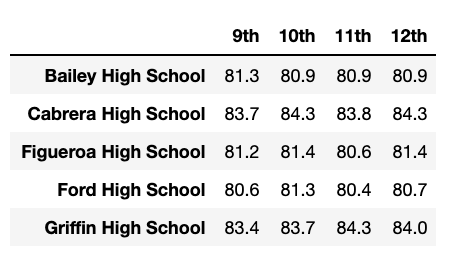 9th 10th 11th 12th
Bailey High School 81.3 80.9 80.9 80.9
Cabrera High School 83.7 84.3 83.8 84.3
Figueroa High School 81.2 81.4 80.6 81.4
Ford High School 80.6 81.3 80.4 80.7
Griffin High School 83.4 83.7 84.3 84.0